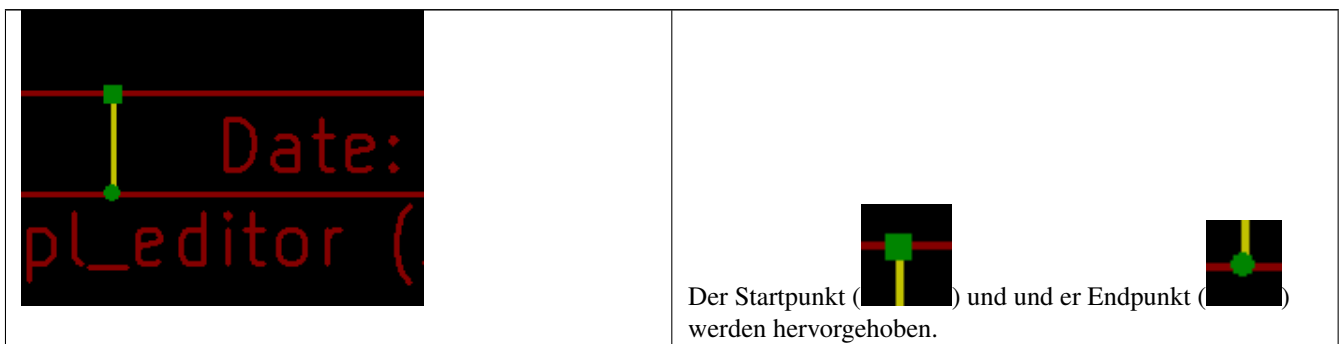 Date:
pl_editor (
Der Startpunkt ( ) und und er Endpunkt ( )
werden hervorgehoben.